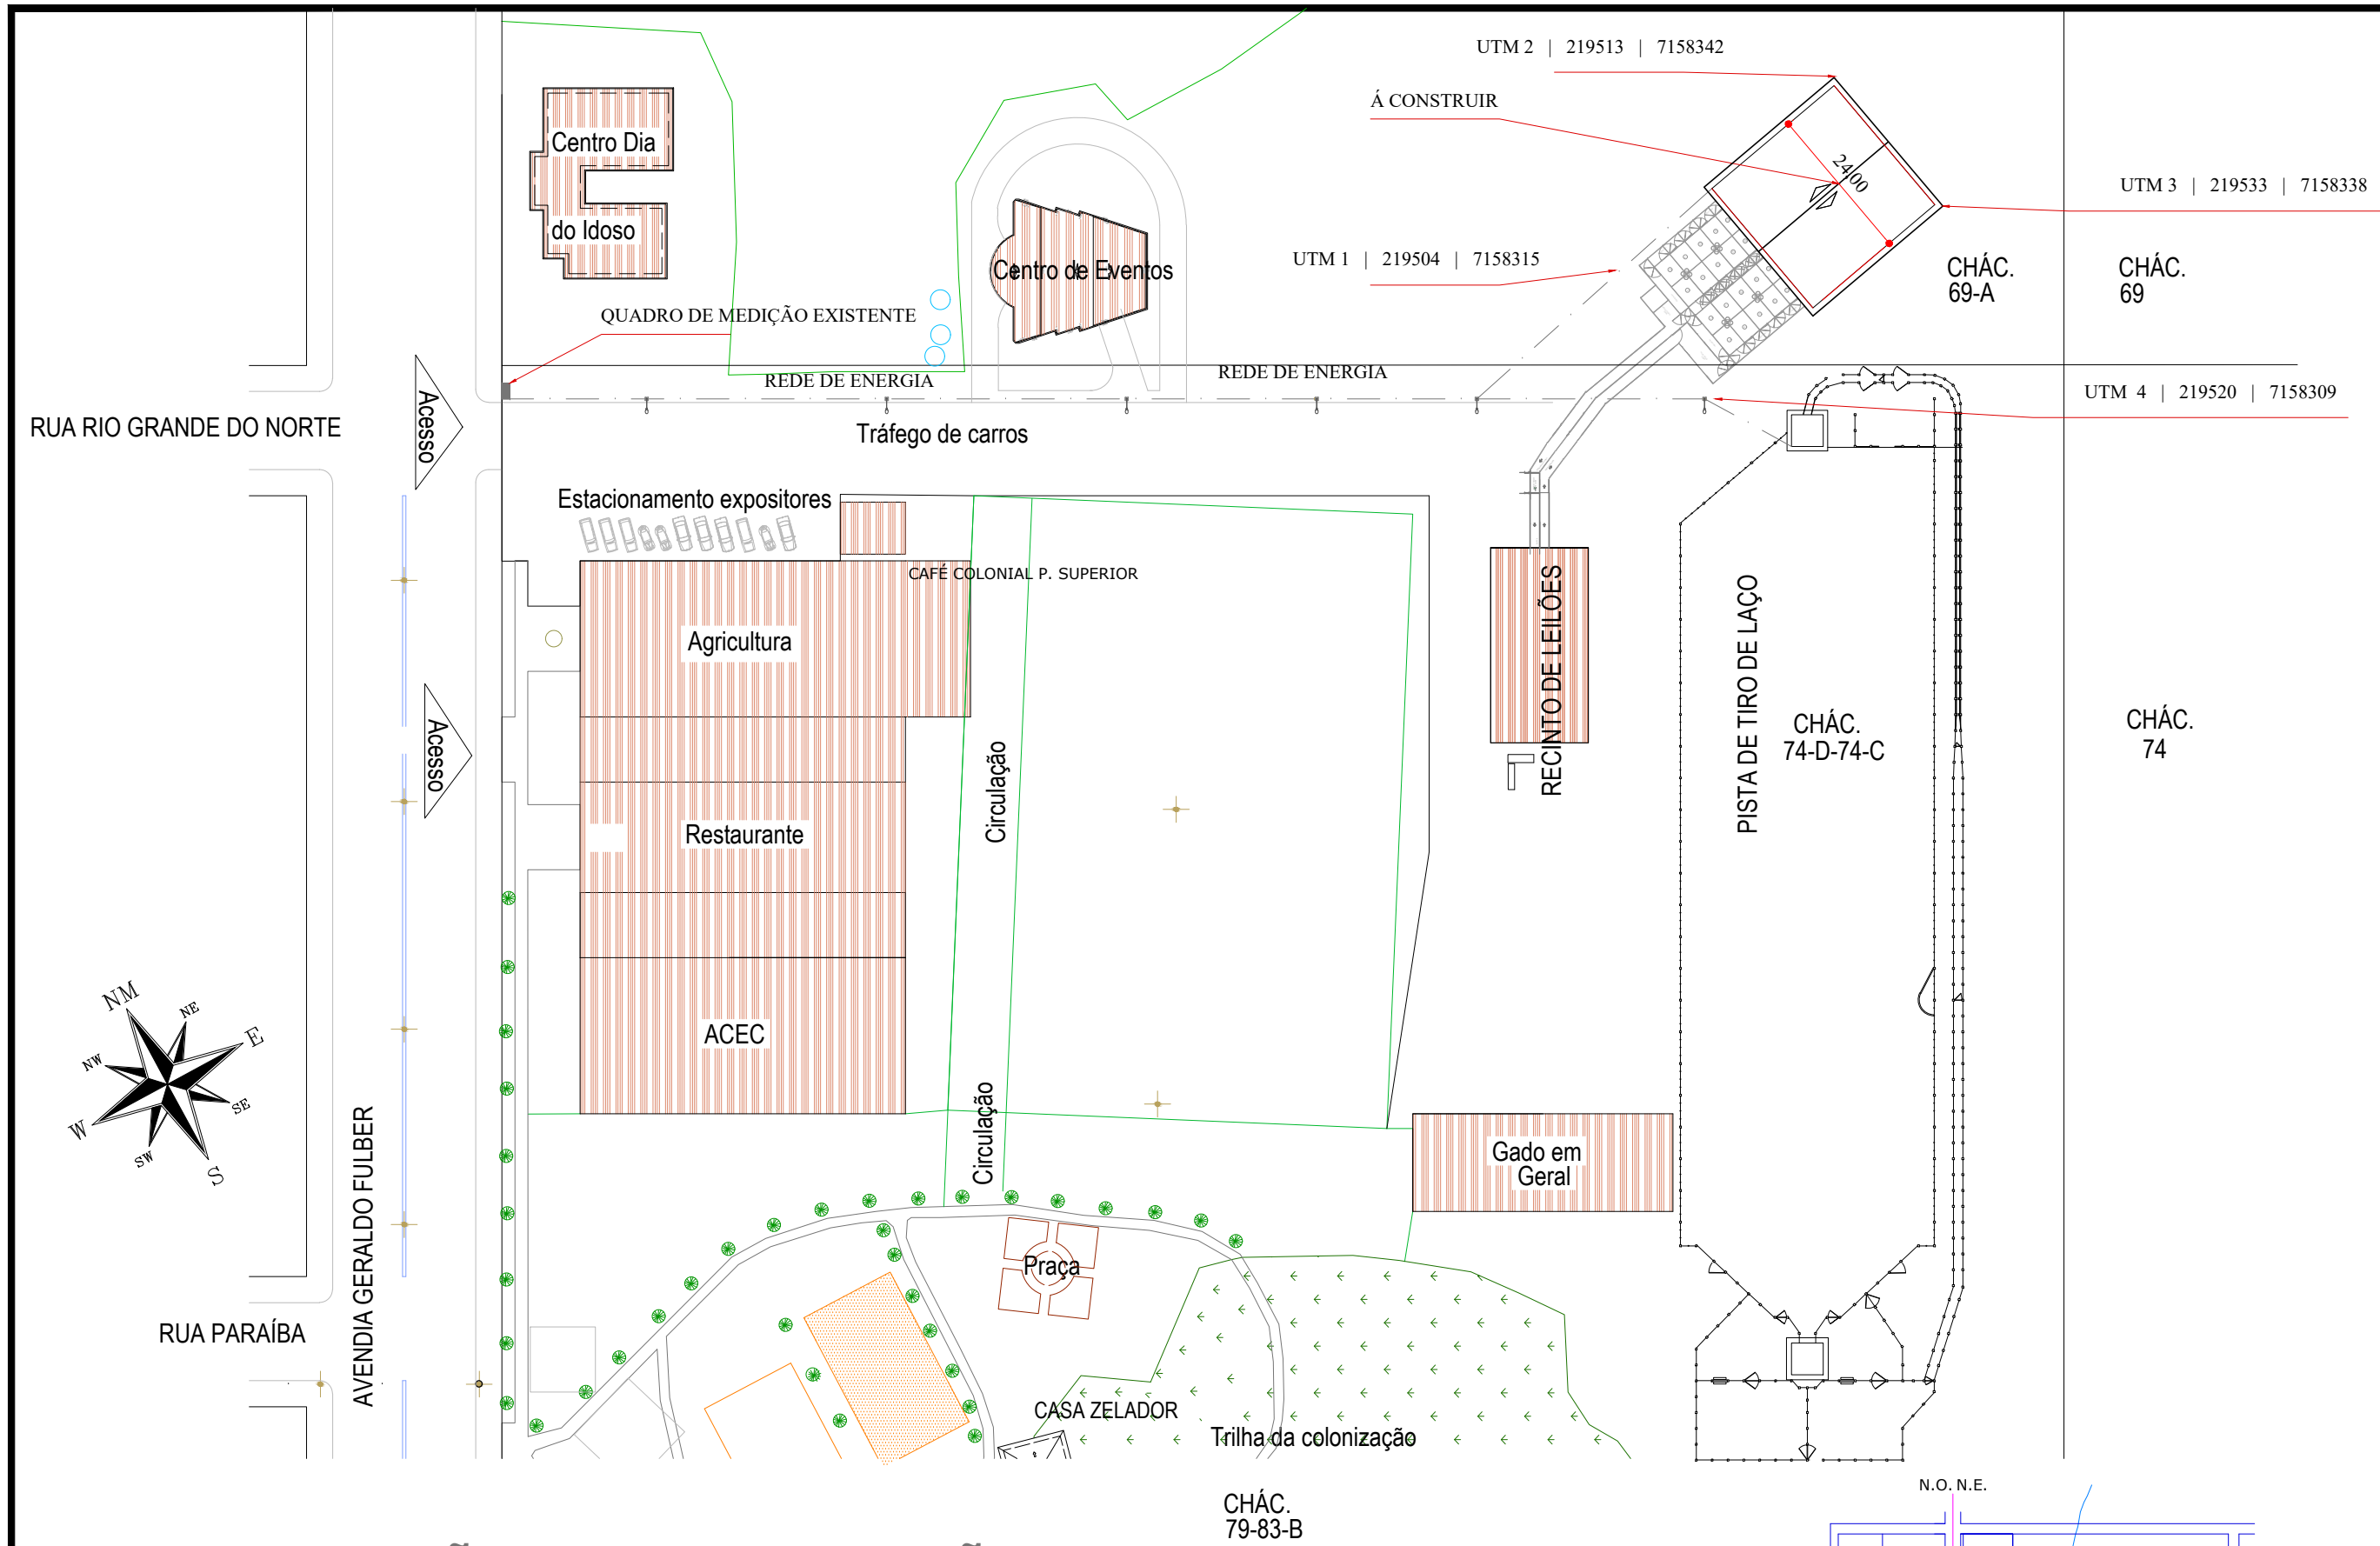 UTM 2 | 219513 | 7158342
Á CONSTRUIR
Centro Dia
do Idoso
2400
UTM 3 | 219533 | 7158338
UTM 1 | 219504 | 7158315
Centro de Eventos
CHÁC.
69-A
CHÁC.
69
QUADRO DE MEDIÇÃO EXISTENTE
REDE DE ENERGIA
REDE DE ENERGIA
UTM 4 | 219520 | 7158309
RUA RIO GRANDE DO NORTE
Acesso
Tráfego de carros
Estacionamento expositores
CAFÉ COLONIAL P. SUPERIOR
Agricultura
RECINTO DE LEILÕES
PISTA DE TIRO DE LAÇO
CHÁC.
74-D-74-C
CHÁC.
74
Acesso
Circulação
Restaurante
ACEC
NM
NE
E
NW
SE
W
SW
S
AVENDIA GERALDO FULBER
Circulação
Gado em
Geral
Praça
RUA PARAÍBA
CASA ZELADOR
Trilha da colonização
CHÁC.
79-83-B
N.O. N.E.